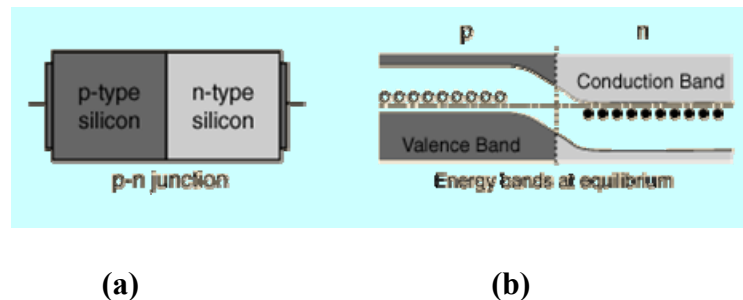 p n
p-type n-type Conduction Band
silicon silicon
Valence Band
p-n junction Energy bands at equilibrium
(a) (b)